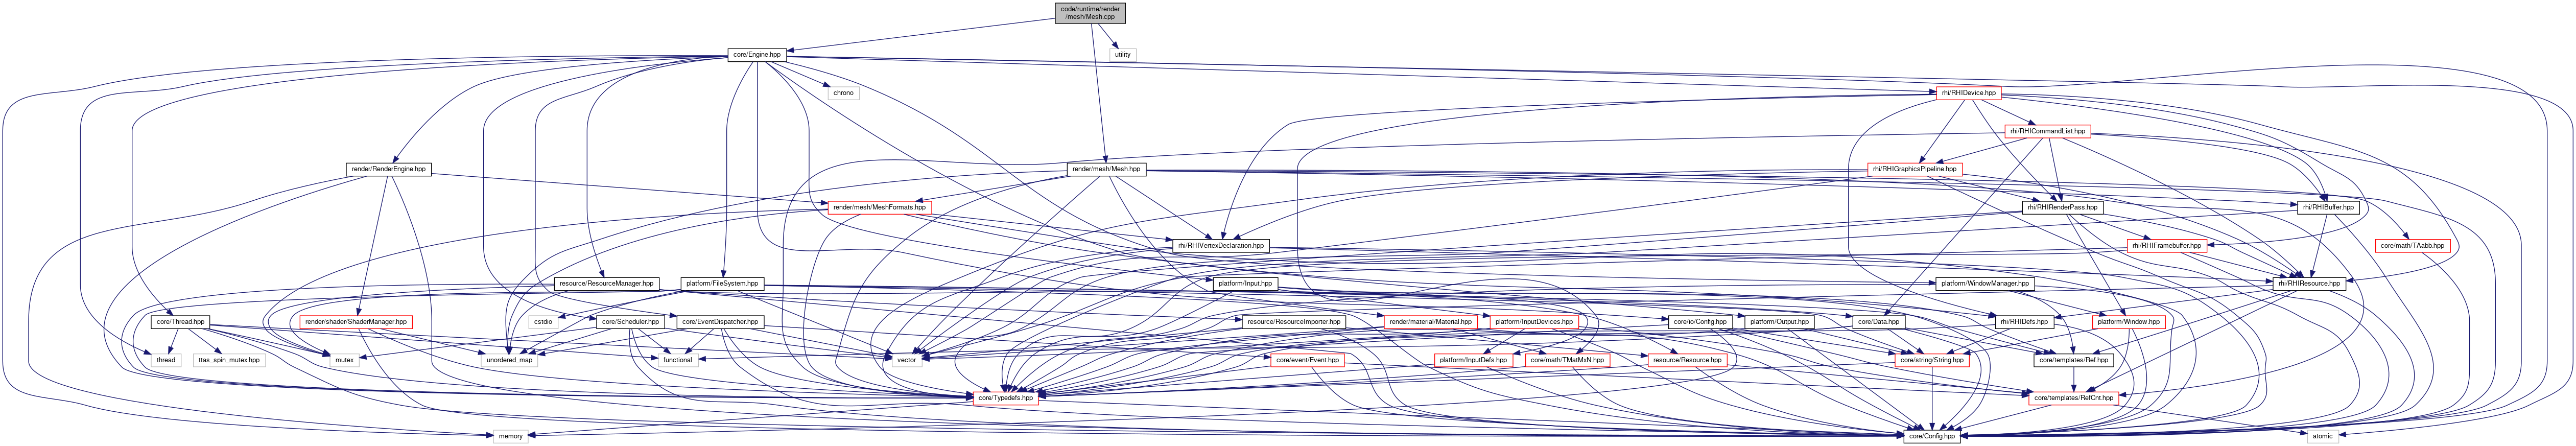 code/runtime/render
/mesh/Mesh.cpp
core/Engine.hpp
utility
chrono
rhi/RHIDevice.hpp
rhi/RHICommandList.hpp
render/RenderEngine.hpp
render/mesh/Mesh.hpp
rhi/RHIGraphicsPipeline.hpp
render/mesh/MeshFormats.hpp
rhi/RHIRenderPass.hpp
rhi/RHIBuffer.hpp
rhi/RHIVertexDeclaration.hpp
rhi/RHIFramebuffer.hpp
core/math/TAabb.hpp
resource/ResourceManager.hpp
platform/FileSystem.hpp
platform/Input.hpp
platform/WindowManager.hpp
rhi/RHIResource.hpp
core/Thread.hpp
render/shader/ShaderManager.hpp
cstdio
core/Scheduler.hpp
core/EventDispatcher.hpp
resource/ResourceImporter.hpp
render/material/Material.hpp
platform/InputDevices.hpp
core/io/Config.hpp
platform/Output.hpp
core/Data.hpp
rhi/RHIDefs.hpp
platform/Window.hpp
thread
ttas_spin_mutex.hpp
mutex
unordered_map
functional
vector
core/event/Event.hpp
platform/InputDefs.hpp
core/math/TMatMxN.hpp
resource/Resource.hpp
core/string/String.hpp
core/templates/Ref.hpp
core/Typedefs.hpp
core/templates/RefCnt.hpp
memory
core/Config.hpp
atomic